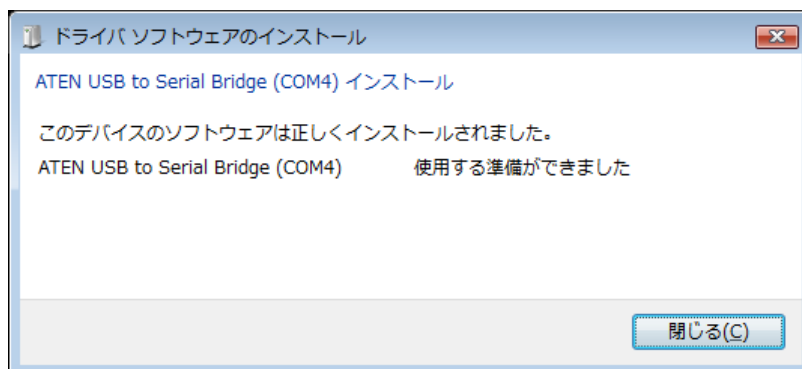 ドライバ ソフトウェアのインストール
ATEN USB to Serial Bridge (COM4) インストール
このデバイスのソフトウェアは正しくインストールされました。
ATEN USB to Serial Bridge (COM4) 使用する準備ができました
閉じる(C)